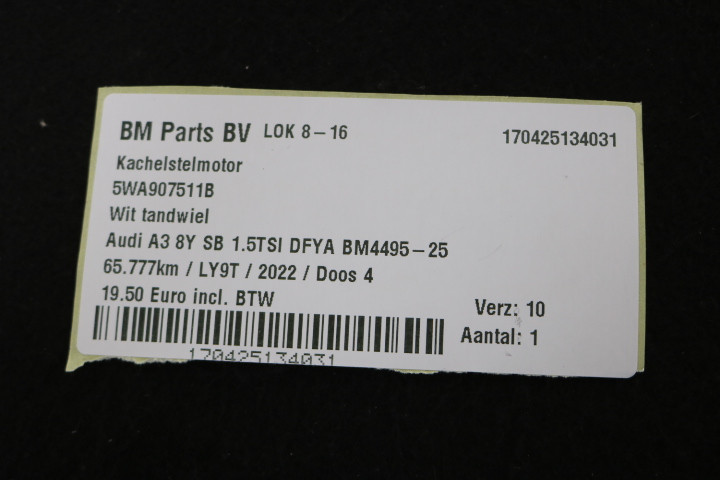 BM Parts BV LOK 8-16 170425134031
Kachelstelmotor
5WA907511B
Wit tandwiel
Audi A3 8Y SB 1.5TSI DFYA BM4495-25
65.777km / LY9T / 2022 / Doos 4
19.50 Euro incl. BTW
Verz: 10
Aantal: 1
170425134031